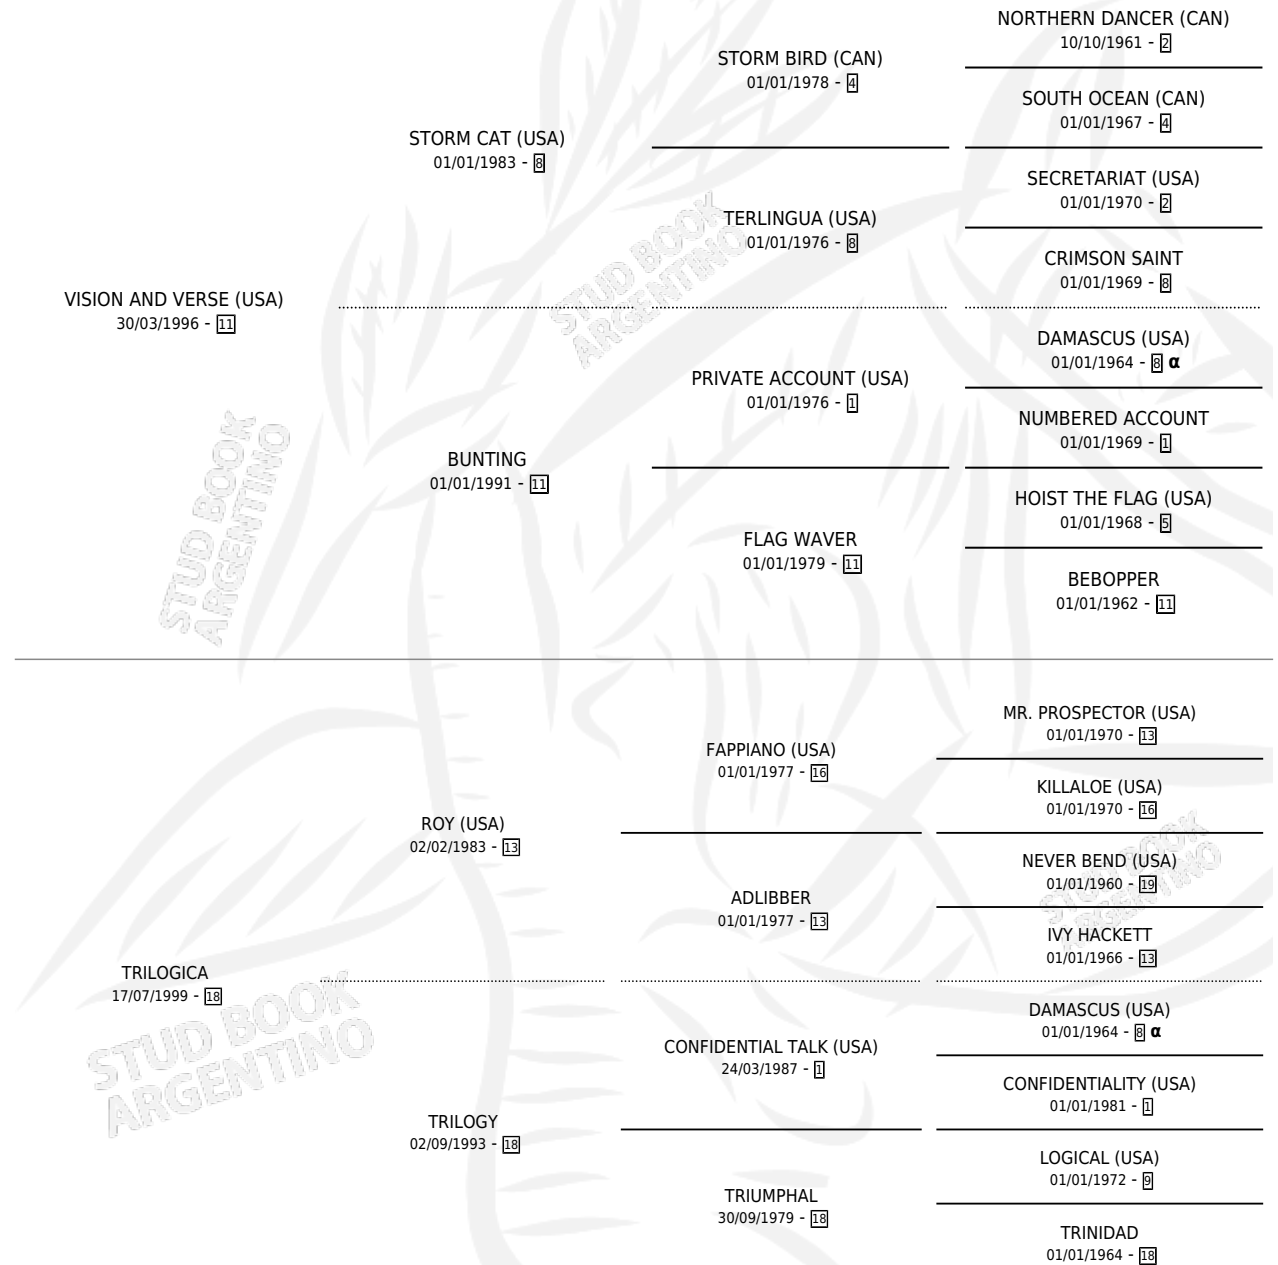 NORTHERN DANCER (CAN)
10/10/1961 - 2
STORM BIRD (CAN)
01/01/1978 - 4
SOUTH OCEAN (CAN)
01/01/1967 - 4
STORM CAT (USA)
01/01/1983 - 8
SECRETARIAT (USA)
01/01/1970 - 2
TERLINGUA (USA)
01/01/1976 - 8
CRIMSON SAINT
01/01/1969 - 8
VISION AND VERSE (USA)
30/03/1996 - 11
DAMASCUS (USA)
01/01/1964 - 8 α
PRIVATE ACCOUNT (USA)
01/01/1976 - 1
NUMBERED ACCOUNT
01/01/1969 - 1
BUNTING
01/01/1991 - 11
HOIST THE FLAG (USA)
01/01/1968 - 5
FLAG WAVER
01/01/1979 - 11
BEBOPPER
01/01/1962 - 11
MR. PROSPECTOR (USA)
01/01/1970 - 13
FAPPIANO (USA)
01/01/1977 - 16
KILLALOE (USA)
01/01/1970 - 16
ROY (USA)
02/02/1983 - 13
NEVER BEND (USA)
01/01/1960 - 19
ADLIBBER
01/01/1977 - 13
IVY HACKETT
01/01/1966 - 13
TRILOGICA
17/07/1999 - 18
DAMASCUS (USA)
01/01/1964 - 8 α
CONFIDENTIAL TALK (USA)
24/03/1987 - 1
CONFIDENTIALITY (USA)
01/01/1981 - 1
TRILOGY
02/09/1993 - 18
LOGICAL (USA)
01/01/1972 - 9
TRIUMPHAL
30/09/1979 - 18
TRINIDAD
01/01/1964 - 18
STUD BOOK
ARGENTINO
STUD BOOK
ARGENTINO
STUD BOOK
ARGENTINO
STUD BOOK
ARGENTINO